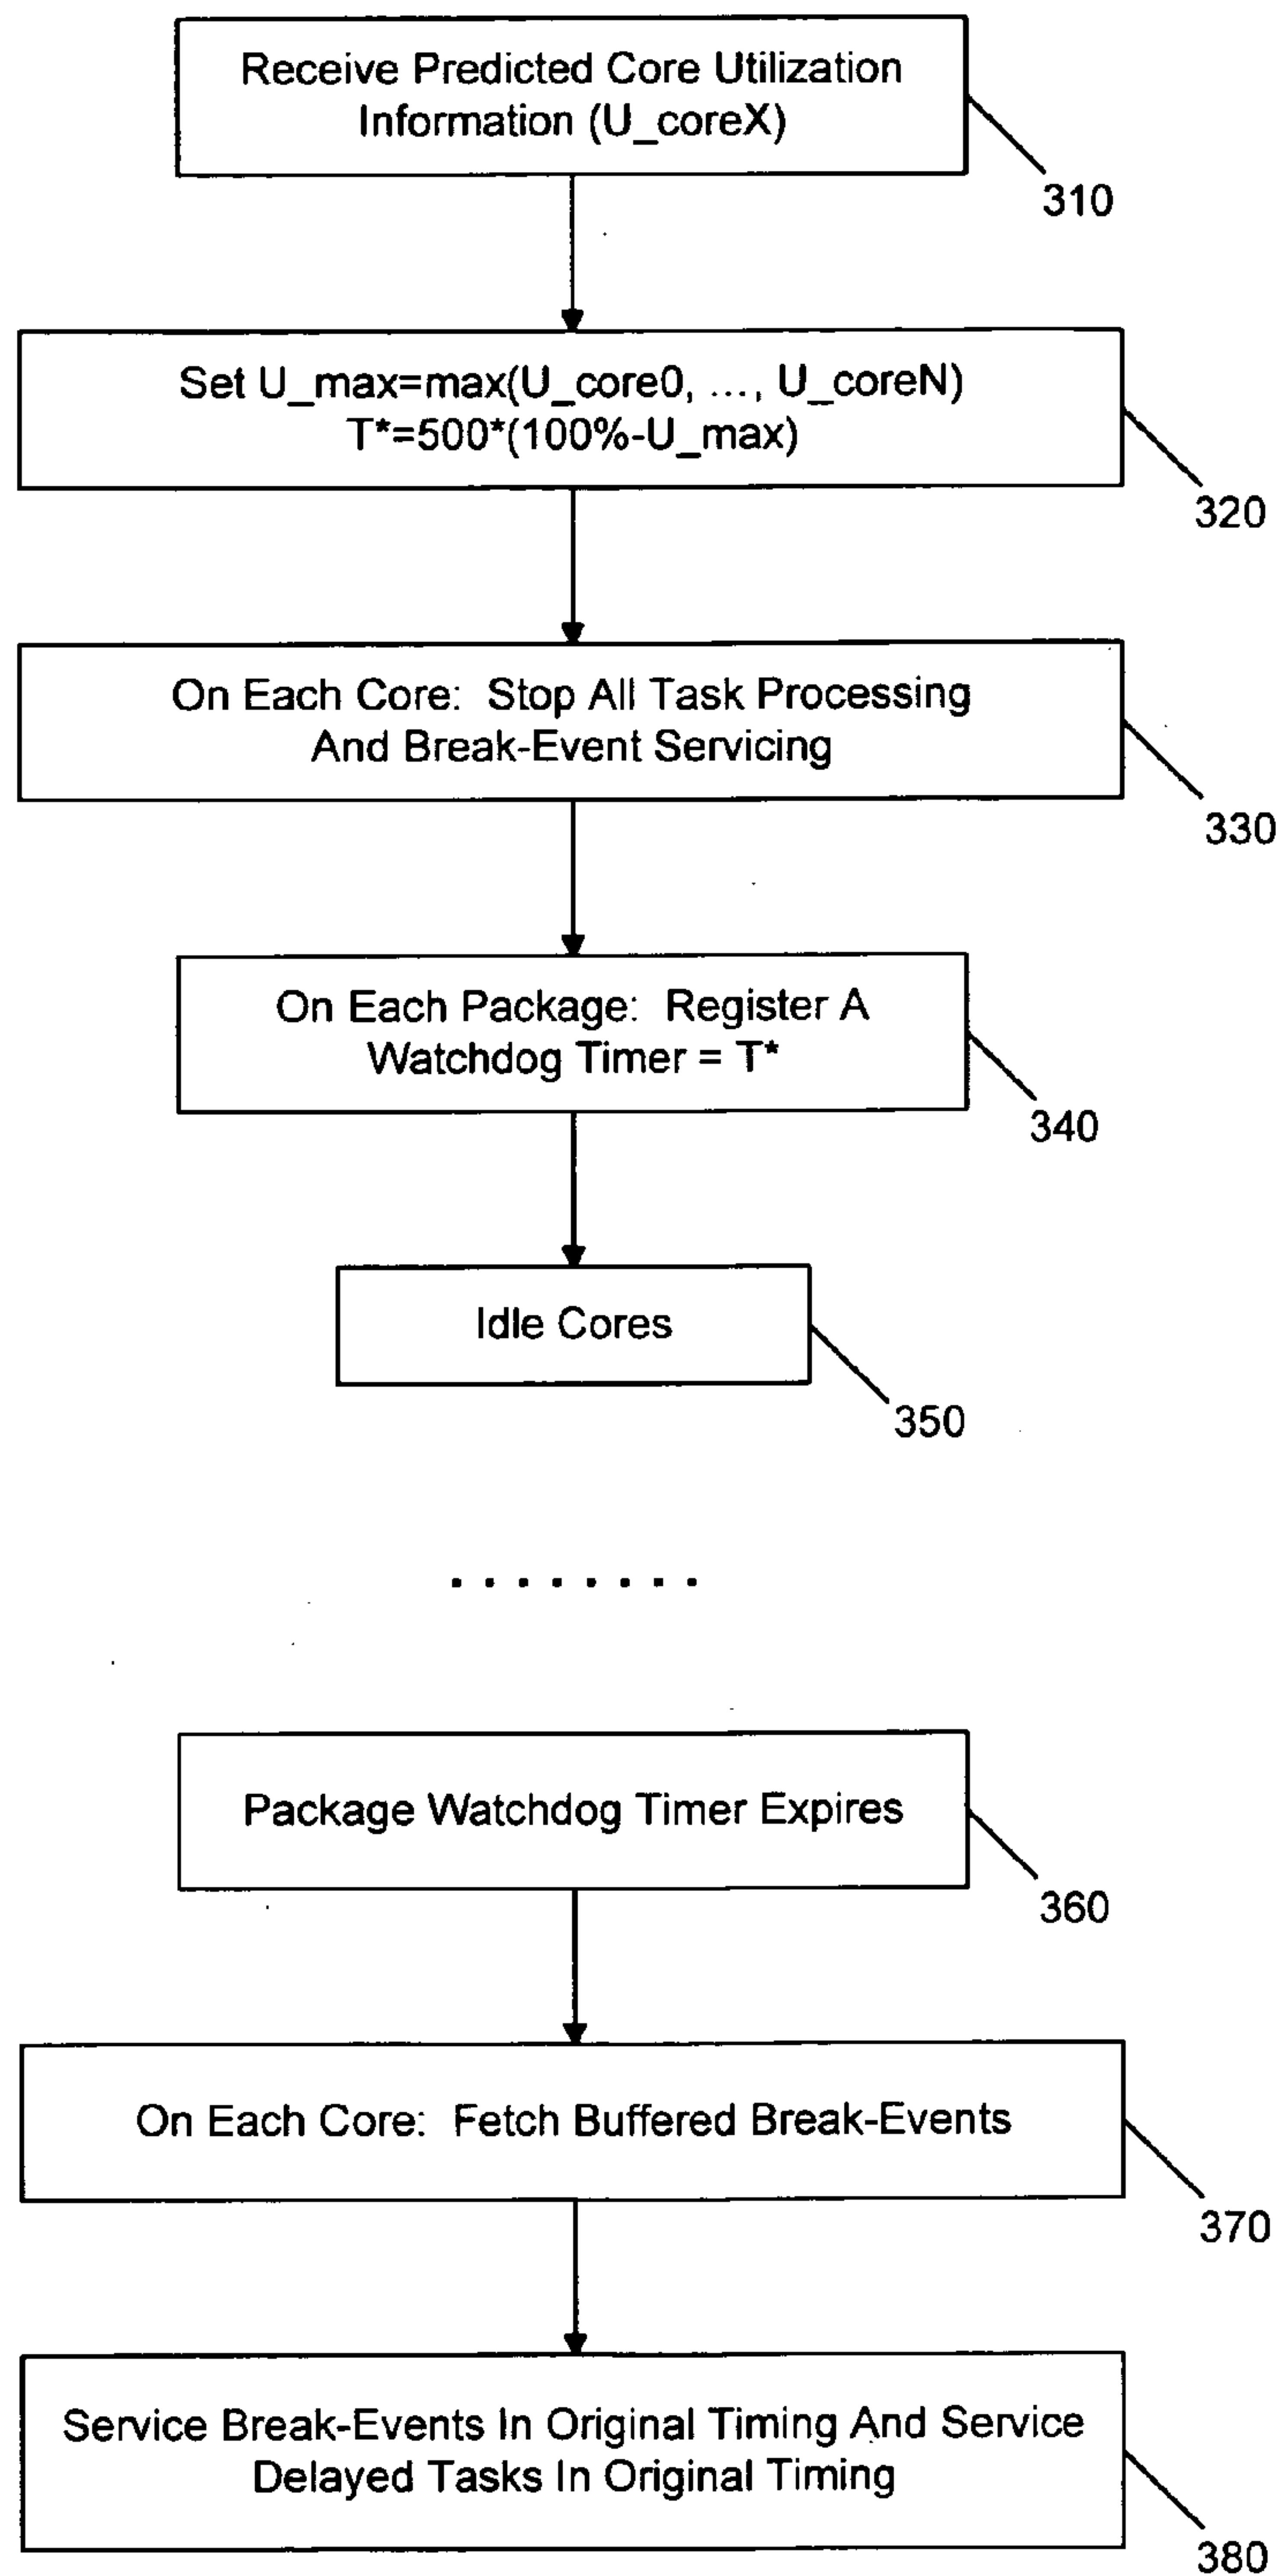 Receive Predicted Core Utilization
Information (U_coreX)
310
Set U_max=max(U_core0, ..., U_coreN)
T*=500*(100%-U_max)
320
On Each Core: Stop All Task Processing
And Break-Event Servicing
330
On Each Package: Register A
Watchdog Timer = T*
340
Idle Cores
350
........
Package Watchdog Timer Expires
360
On Each Core: Fetch Buffered Break-Events
370
Service Break-Events In Original Timing And Service
Delayed Tasks In Original Timing
380